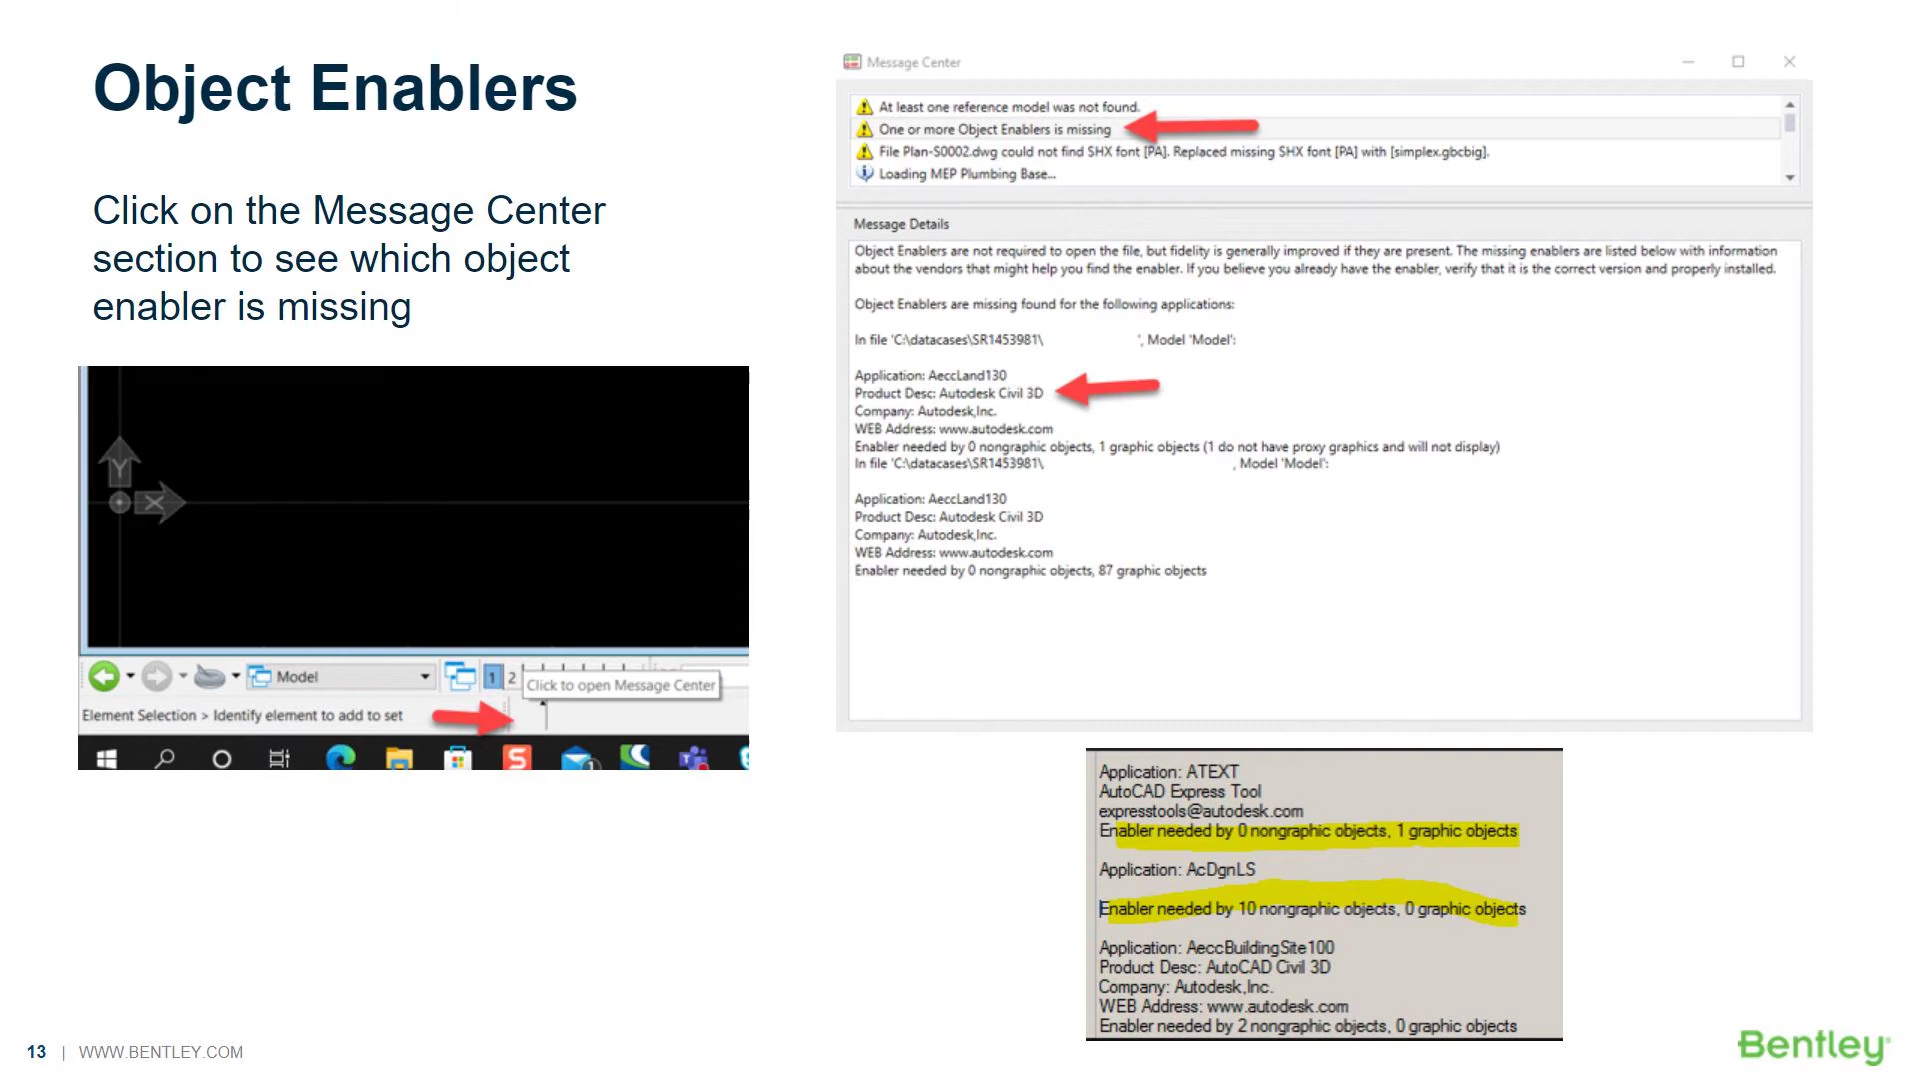 Object Enablers
Click on the Message Center
section to see which object
enabler is missing
Model
1 2
Click to open Message Center
Element Selection > Identify element to add to set
Y
X
Message Center
At least one reference model was not found.
One or more Object Enablers is missing
File Plan-S0002.dwg could not find SHX font [PA]. Replaced missing SHX font [PA] with [simplex.gbcbig].
Loading MEP Plumbing Base...
Message Details
Object Enablers are not required to open the file, but fidelity is generally improved if they are present. The missing enablers are listed below with information
about the vendors that might help you find the enabler. If you believe you already have the enabler, verify that it is the correct version and properly installed.
Object Enablers are missing found for the following applications:
In file 'C:\datacases\SR1453981\ ', Model 'Model':
Application: AeccLand130
Product Desc: Autodesk Civil 3D
Company: Autodesk,Inc.
WEB Address: www.autodesk.com
Enabler needed by 0 nongraphic objects, 1 graphic objects (1 do not have proxy graphics and will not display)
In file 'C:\datacases\SR1453981\ , Model 'Model':
Application: AeccLand130
Product Desc: Autodesk Civil 3D
Company: Autodesk,Inc.
WEB Address: www.autodesk.com
Enabler needed by 0 nongraphic objects, 87 graphic objects
Application: ATEXT
AutoCAD Express Tool
expresstools@autodesk.com
Enabler needed by 0 nongraphic objects, 1 graphic objects
Application: AcDgnLS
Enabler needed by 10 nongraphic objects, 0 graphic objects
Application: AeccBuildingSite100
Product Desc: AutoCAD Civil 3D
Company: Autodesk,Inc.
WEB Address: www.autodesk.com
Enabler needed by 2 nongraphic objects, 0 graphic objects
13 | WWW.BENTLEY.COM
Bentley